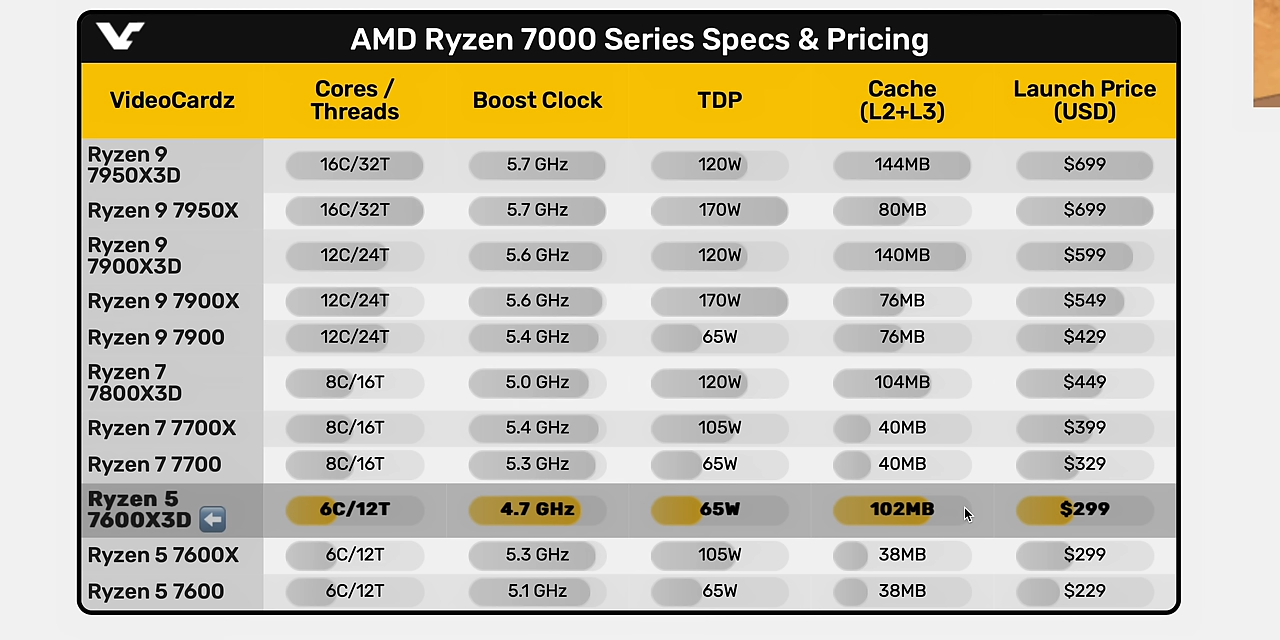 AMD Ryzen 7000 Series Specs & Pricing
VideoCardz Cores / Threads Boost Clock TDP Cache (L2+L3) Launch Price (USD)
Ryzen 9 7950X3D 16C/32T 5.7 GHz 120W 144MB $699
Ryzen 9 7950X 16C/32T 5.7 GHz 170W 80MB $699
Ryzen 9 7900X3D 12C/24T 5.6 GHz 120W 140MB $599
Ryzen 9 7900X 12C/24T 5.6 GHz 170W 76MB $549
Ryzen 9 7900 12C/24T 5.4 GHz 65W 76MB $429
Ryzen 7 7800X3D 8C/16T 5.0 GHz 120W 104MB $449
Ryzen 7 7700X 8C/16T 5.4 GHz 105W 40MB $399
Ryzen 7 7700 8C/16T 5.3 GHz 65W 40MB $329
Ryzen 5 7600X3D 6C/12T 4.7 GHz 65W 102MB $299
Ryzen 5 7600X 6C/12T 5.3 GHz 105W 38MB $299
Ryzen 5 7600 6C/12T 5.1 GHz 65W 38MB $229